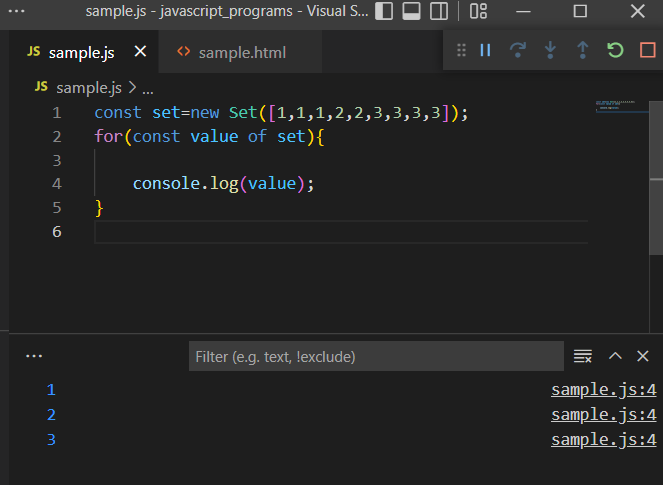 ··· sample.js - javascript_programs - Visual S...
JS sample.js <> sample.html
JS sample.js > ...
1 const set=new Set([1,1,1,2,2,3,3,3,3]);
2 for(const value of set){
3
4 console.log(value);
5 }
6
··· Filter (e.g. text, !exclude)
1 sample.js:4
2 sample.js:4
3 sample.js:4